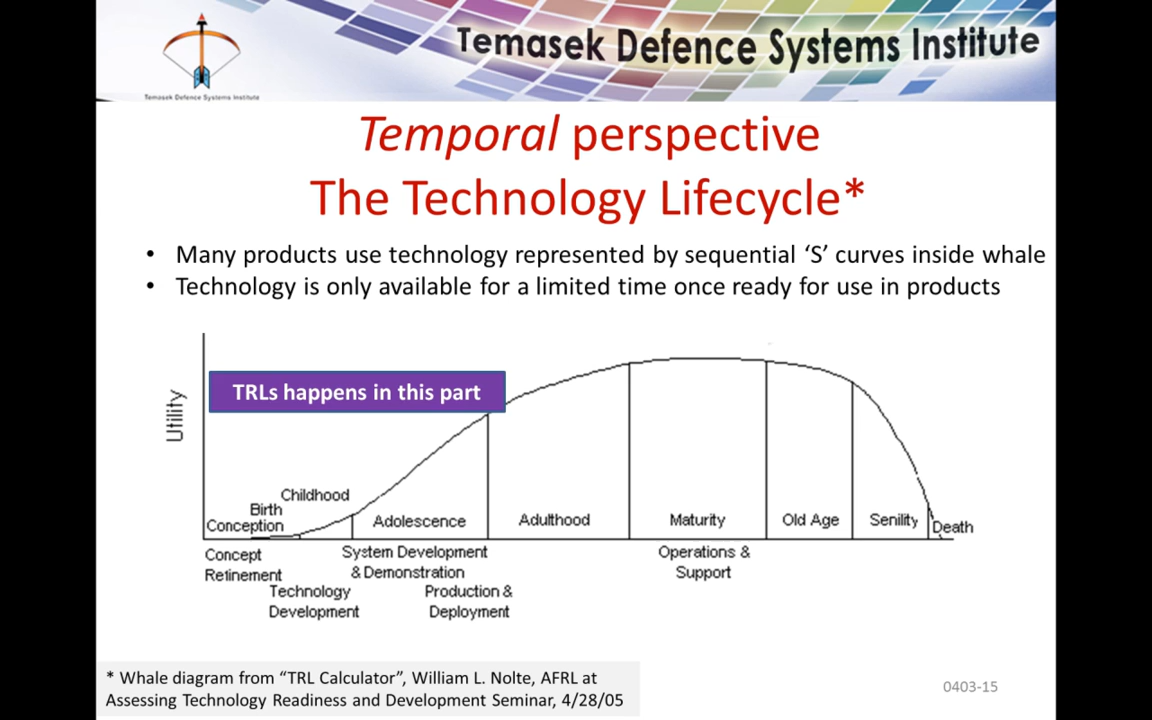 Temasek Defence Systems Institute
Temasek Defence Systems Institute
Temporal perspective
The Technology Lifecycle*
• Many products use technology represented by sequential ‘S’ curves inside whale
• Technology is only available for a limited time once ready for use in products
TRLs happens in this part
Utility
Childhood
Birth
Conception
Adolescence
Adulthood
Maturity
Old Age
Senility
Death
Concept
Refinement
System Development
& Demonstration
Operations &
Support
Technology
Development
Production &
Deployment
* Whale diagram from “TRL Calculator”, William L. Nolte, AFRL at
Assessing Technology Readiness and Development Seminar, 4/28/05
0403-15